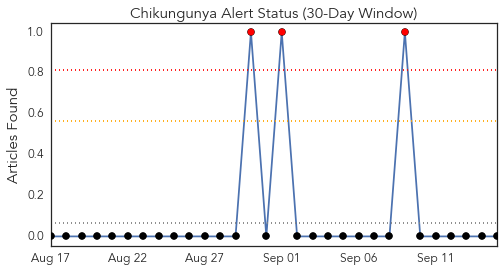 Chikungunya Alert Status (30-Day Window)
Articles Found
1.0
0.8
0.6
0.4
0.2
0.0
Aug 17 Aug 22 Aug 27 Sep 01 Sep 06 Sep 11